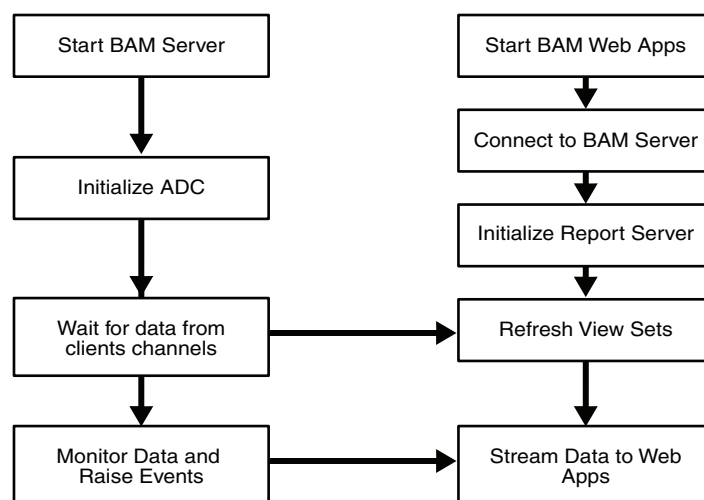 Start BAM Server
Initialize ADC
Wait for data from
clients channels
Monitor Data and
Raise Events
Start BAM Web Apps
Connect to BAM Server
Initialize Report Server
Refresh View Sets
Stream Data to Web
Apps